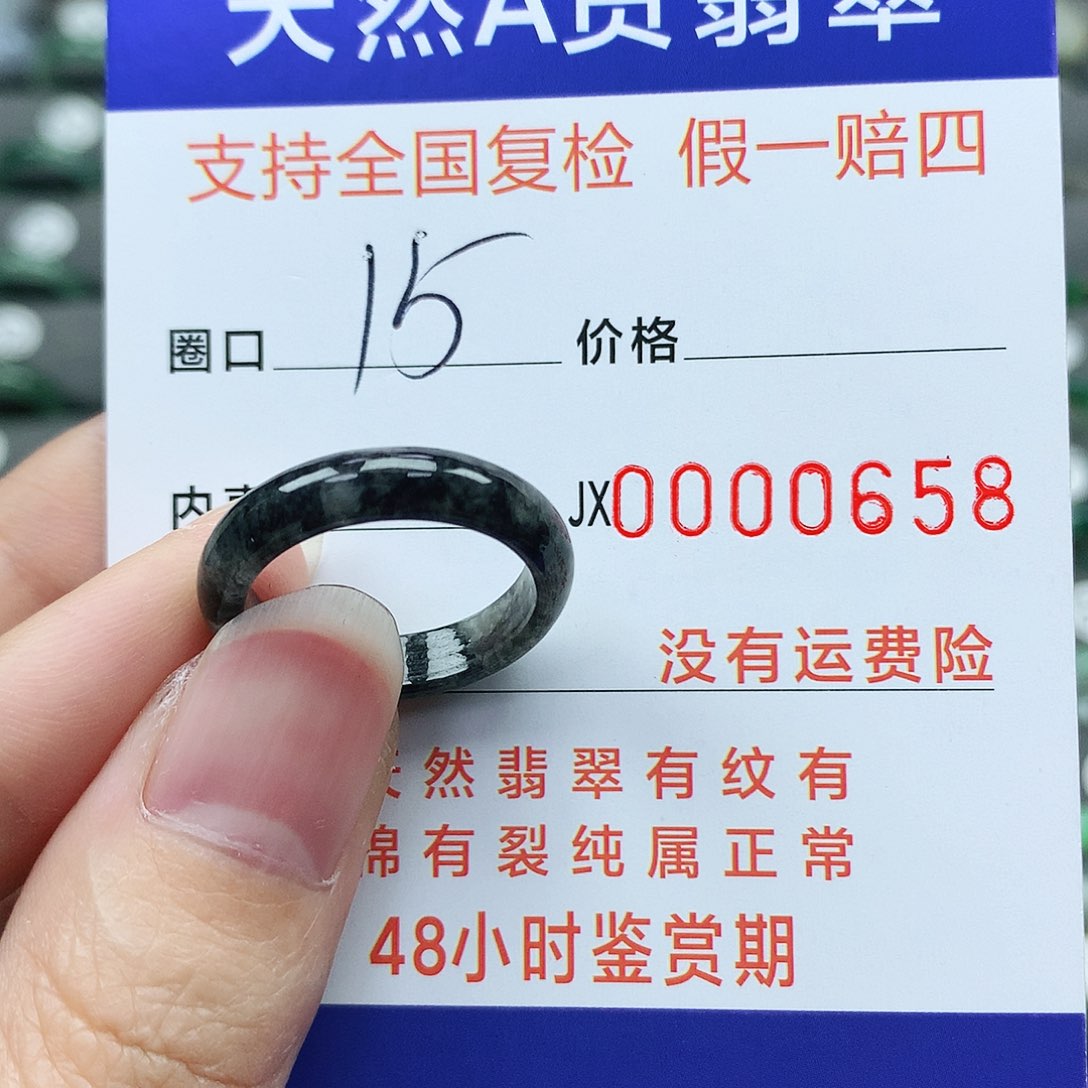 天然A货翡翠
支持全国复检 假一赔四
圈口 15 价格
内 JX0000658
没有运费险
天然翡翠有纹有
棉有裂纯属正常
48小时鉴赏期